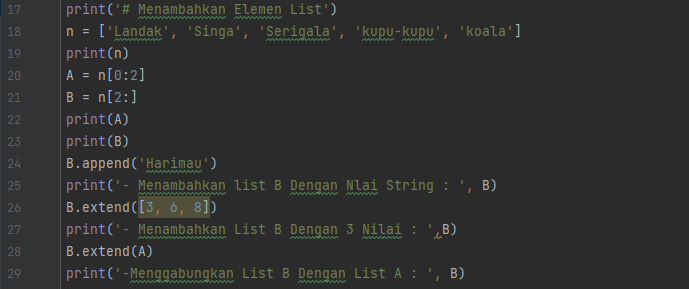 17 print('# Menambahkan Elemen List')
18 n = ['Landak', 'Singa', 'Serigala', 'kupu-kupu', 'koala']
19 print(n)
20 A = n[0:2]
21 B = n[2:]
22 print(A)
23 print(B)
24 B.append('Harimau')
25 print('- Menambahkan list B Dengan Nlai String : ', B)
26 B.extend([3, 6, 8])
27 print('- Menambahkan List B Dengan 3 Nilai : ',B)
28 B.extend(A)
29 print('-Menggabungkan List B Dengan List A : ', B)